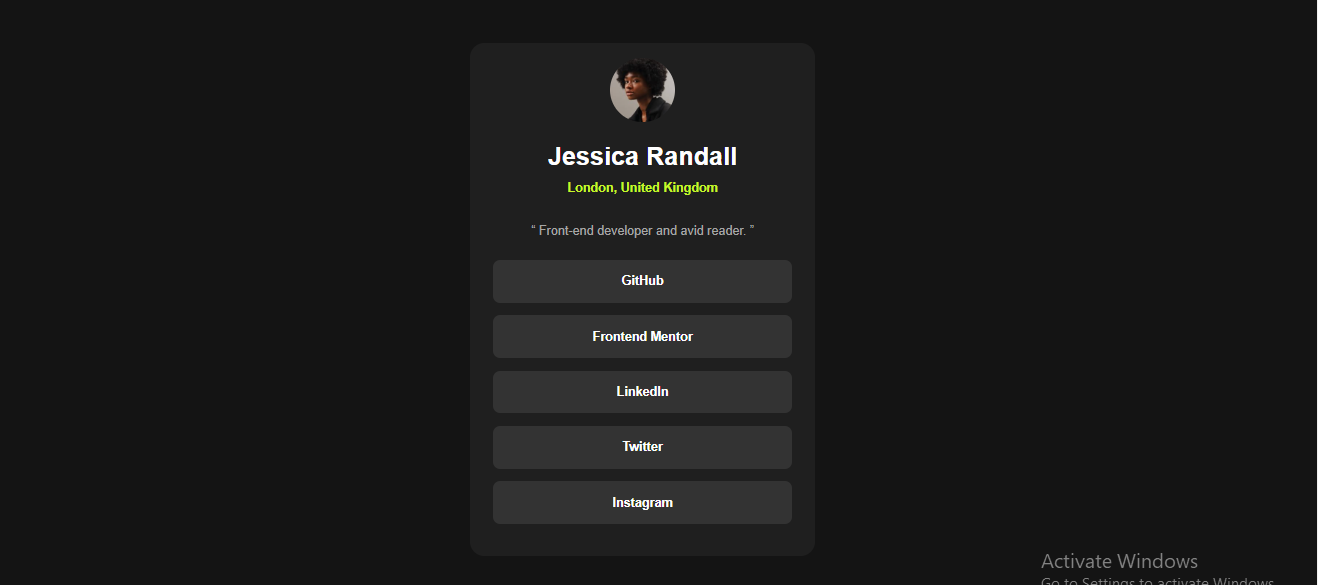 Jessica Randall
London, United Kingdom
“ Front-end developer and avid reader. ”
GitHub
Frontend Mentor
LinkedIn
Twitter
Instagram
Activate Windows
Go to Settings to activate Windows.